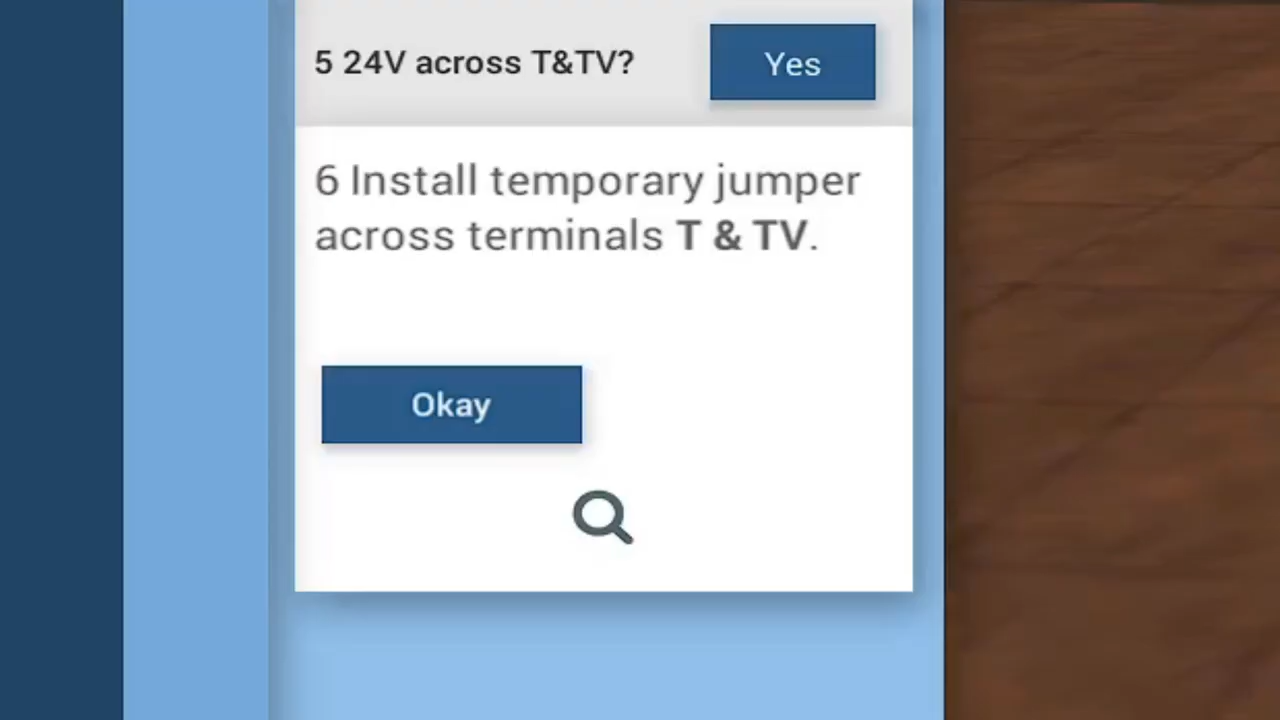 5 24V across T&TV?
Yes
6 Install temporary jumper
across terminals T & TV.
Okay